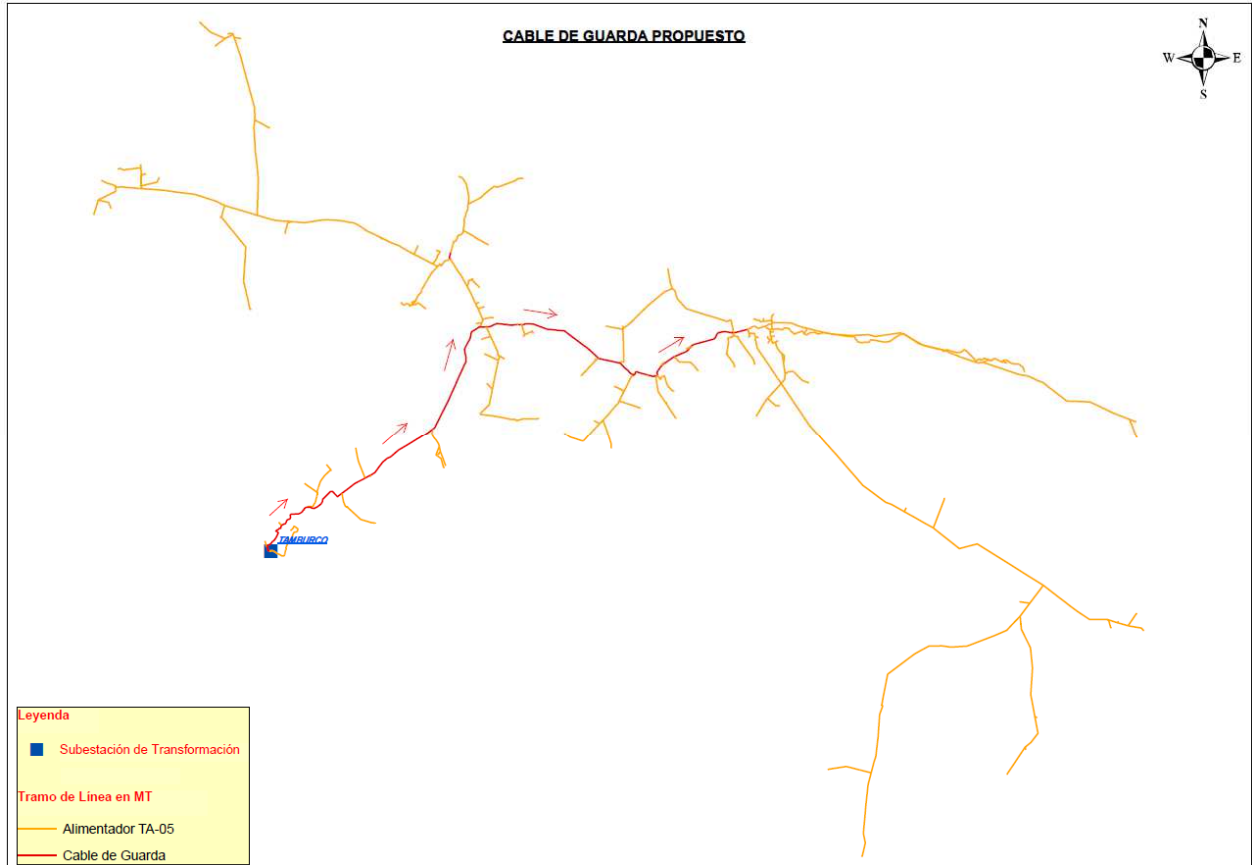 CABLE DE GUARDA PROPUESTO
N
W E
S
TAMBURCO
Leyenda
Subestación de Transformación
Tramo de Línea en MT
Alimentador TA-05
Cable de Guarda